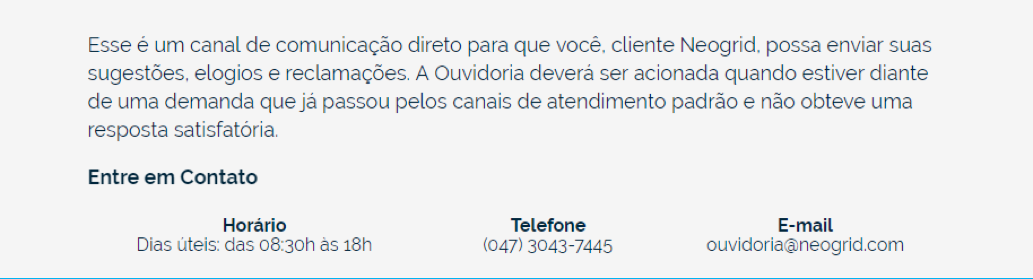 Esse é um canal de comunicação direto para que você, cliente Neogrid, possa enviar suas
sugestões, elogios e reclamações. A Ouvidoria deverá ser acionada quando estiver diante
de uma demanda que já passou pelos canais de atendimento padrão e não obteve uma
resposta satisfatória.
Entre em Contato
Horário
Dias úteis: das 08:30h às 18h
Telefone
(047) 3043-7445
E-mail
ouvidoria@neogrid.com